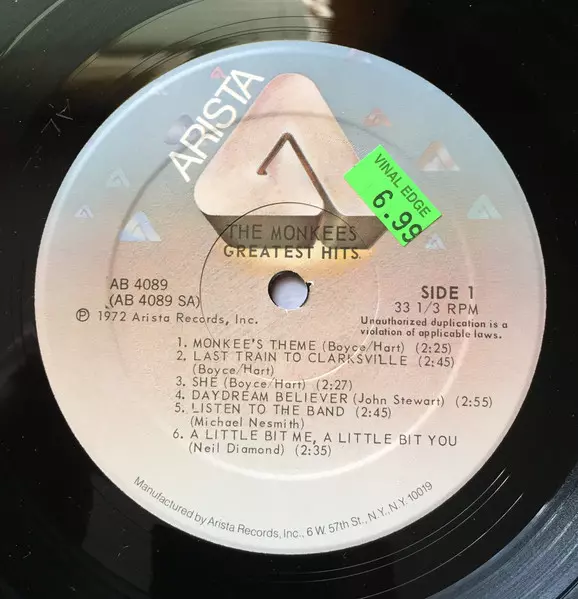 ARISTA
VINAL EDGE
6.99
THE MONKEES
GREATEST HITS
AB 4089
(AB 4089 SA)
℗ 1972 Arista Records, Inc.
SIDE 1
33 1/3 RPM
Unauthorized duplication is a
violation of applicable laws.
1. MONKEE'S THEME (Boyce/Hart) (2:25)
2. LAST TRAIN TO CLARKSVILLE (2:45)
(Boyce/Hart)
3. SHE (Boyce/Hart) (2:27)
4. DAYDREAM BELIEVER (John Stewart) (2:55)
5. LISTEN TO THE BAND (2:45)
(Michael Nesmith)
6. A LITTLE BIT ME, A LITTLE BIT YOU
(Neil Diamond) (2:35)
Manufactured by Arista Records, Inc., 6 W. 57th St., N.Y., N.Y. 10019